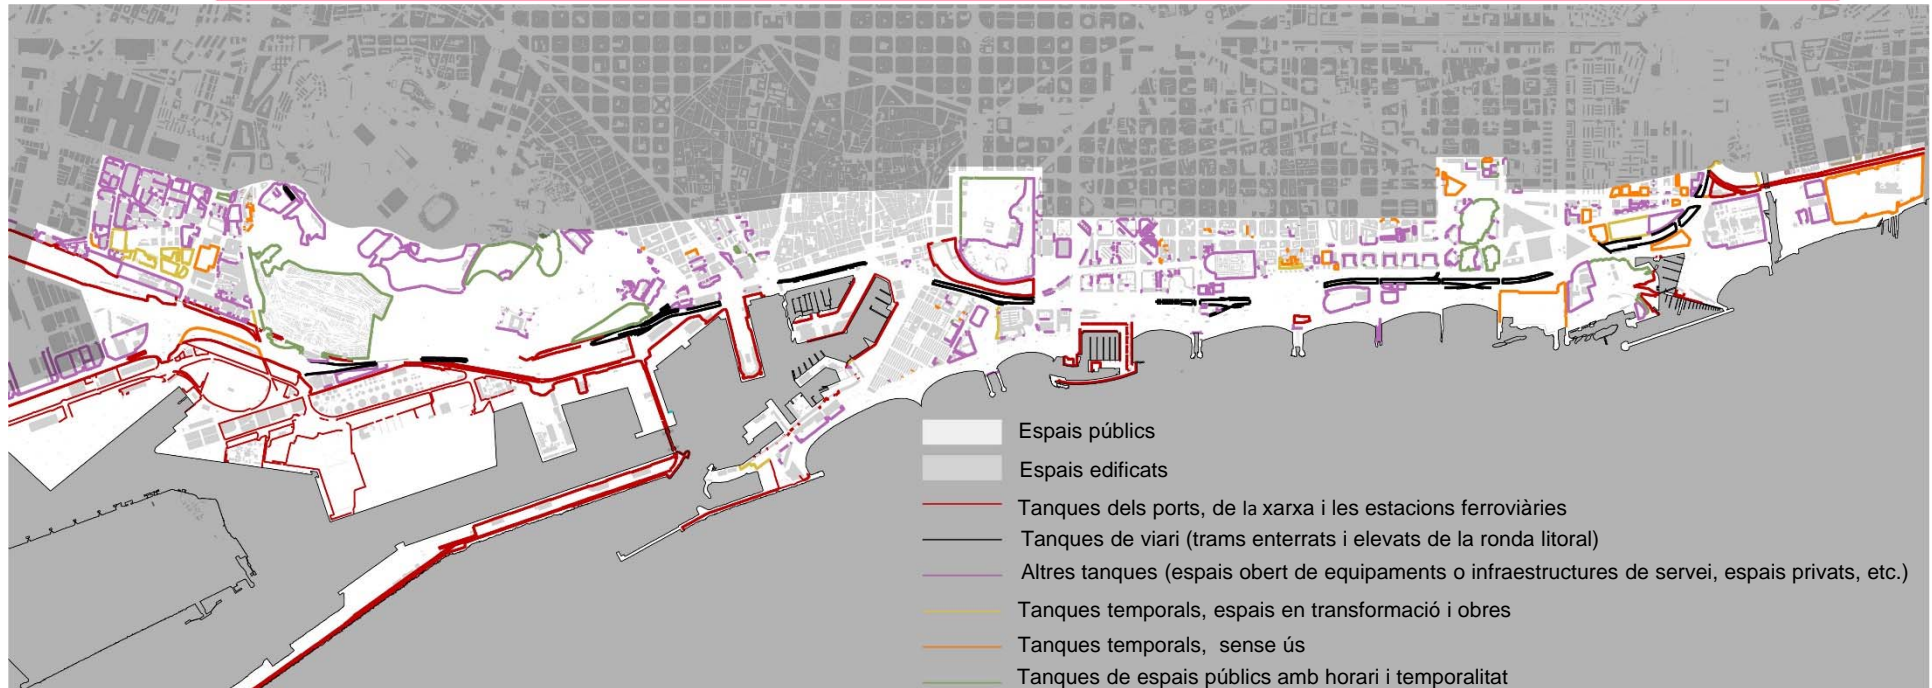 Espais públics
Espais edificats
Tanques dels ports, de la xarxa i les estacions ferroviàries
Tanques de viari (trams enterrats i elevats de la ronda litoral)
Altres tanques (espais obert de equipaments o infraestructures de servei, espais privats, etc.)
Tanques temporals, espais en transformació i obres
Tanques temporals, sense ús
Tanques de espais públics amb horari i temporalitat